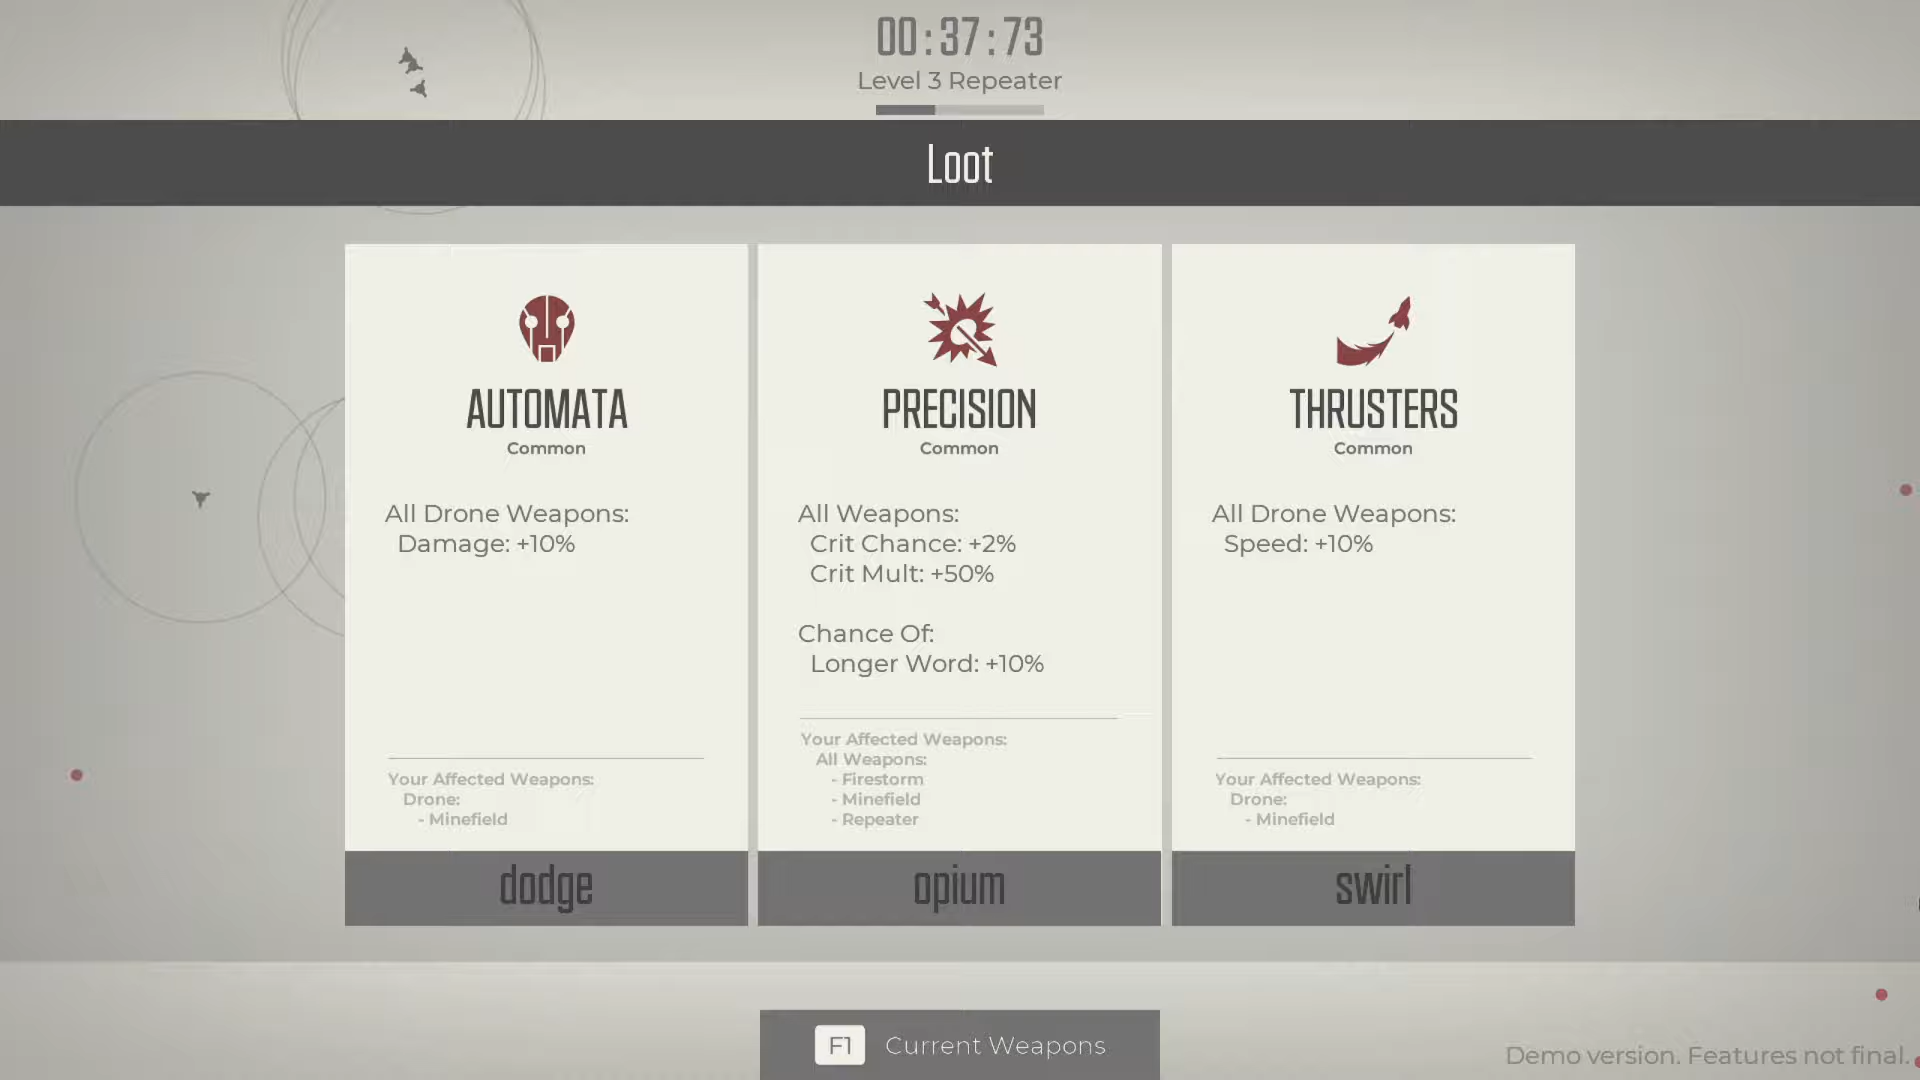 00:37:73
Level 3 Repeater
Loot
AUTOMATA
Common
All Drone Weapons:
Damage: +10%
Your Affected Weapons:
Drone:
- Minefield
dodge
PRECISION
Common
All Weapons:
Crit Chance: +2%
Crit Mult: +50%
Chance Of:
Longer Word: +10%
Your Affected Weapons:
All Weapons:
- Firestorm
- Minefield
- Repeater
opium
THRUSTERS
Common
All Drone Weapons:
Speed: +10%
Your Affected Weapons:
Drone:
- Minefield
swirl
F1 Current Weapons
Demo version. Features not final.